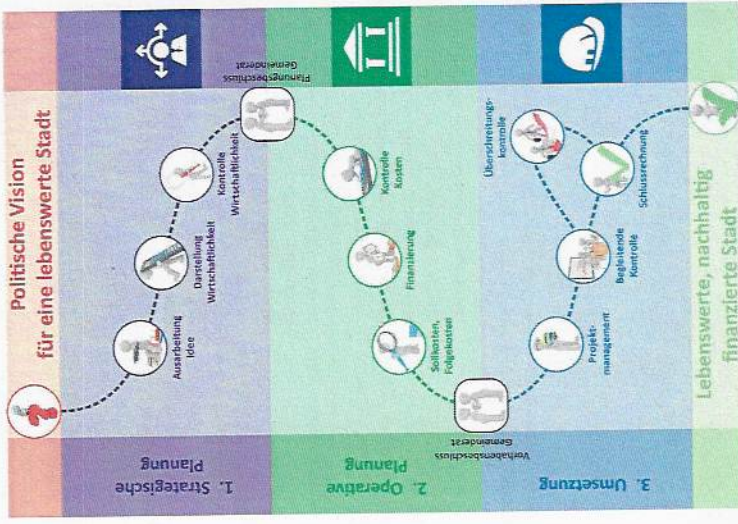 Politische Vision
für eine lebenswerte Stadt
1. Strategische
Planung
Ausarbeitung
Idee
Darstellung
Wirtschaftlichkeit
Kontrolle
Wirtschaftlichkeit
Planungsbeschluss
Gemeinderat
2. Operative
Planung
Kontrolle
Kosten
Finanzierung
Sollkosten,
Folgekosten
Vorhabensbeschluss
Gemeinderat
3. Umsetzung
Projekt-
management
Begleitende
Kontrolle
Überschreitungs-
kontrolle
Schlussrechnung
Lebenswerte, nachhaltig
finanzierte Stadt